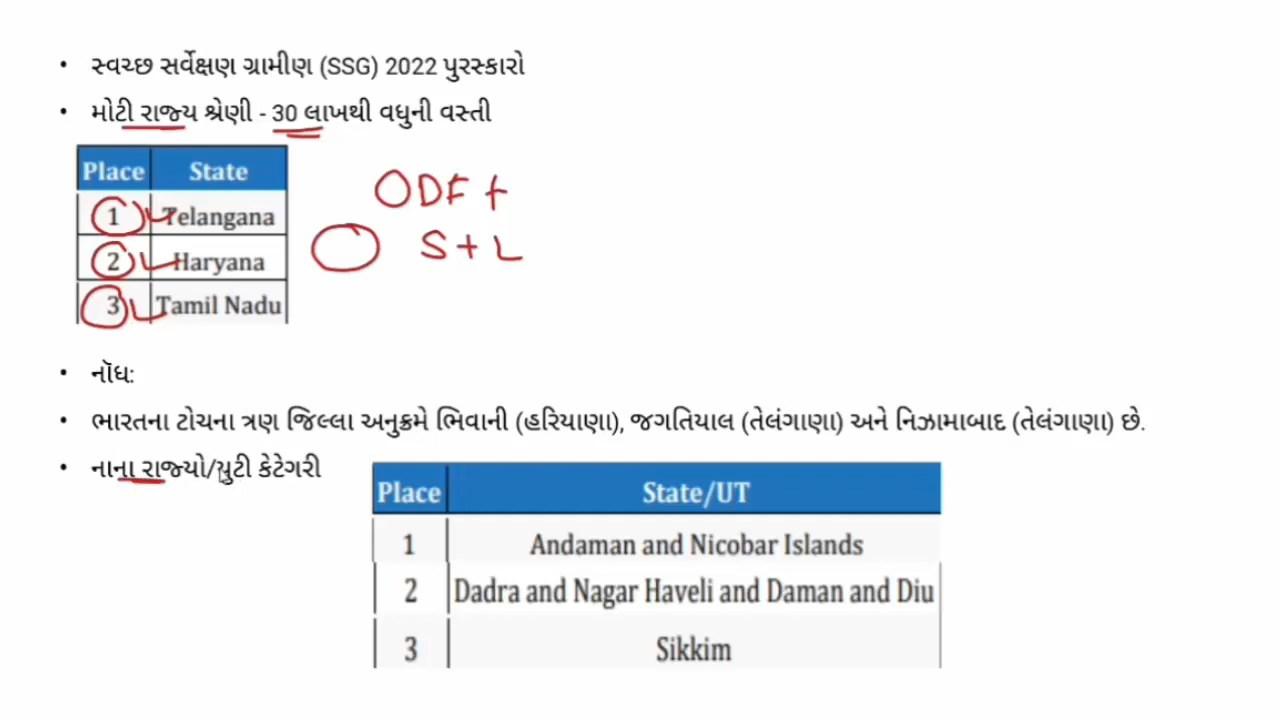 • સ્વચ્છ સર્વેક્ષણ ગ્રામીણ (SSG) 2022 પુરસ્કારો
• મોટી રાજ્ય શ્રેણી - 30 લાખથી વધુની વસ્તી
Place State
1 Telangana
2 Haryana
3 Tamil Nadu
ODF +
S + L
• નોંધ:
• ભારતના ટોચના ત્રણ જિલ્લા અનુક્રમે ભિવાની (હરિયાણા), જગતિયાલ (તેલંગાણા) અને નિઝામાબાદ (તેલંગાણા) છે.
• નાના રાજ્યો/યુટી કેટેગરી
Place State/UT
1 Andaman and Nicobar Islands
2 Dadra and Nagar Haveli and Daman and Diu
3 Sikkim